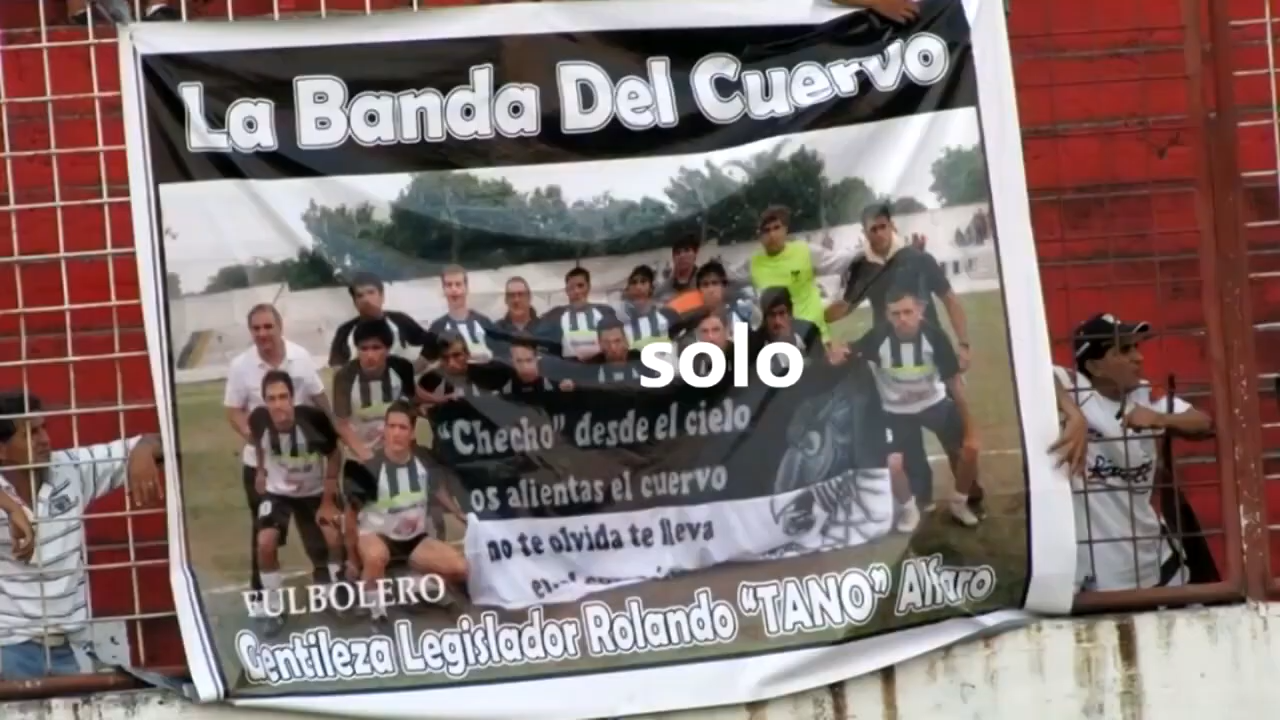 La Banda Del Cuervo
solo
"Checho" desde el cielo
os alientas el cuervo
no te olvida te lleva
FULBOLERO
Gentileza Legislador Rolando "TANO" Alfaro